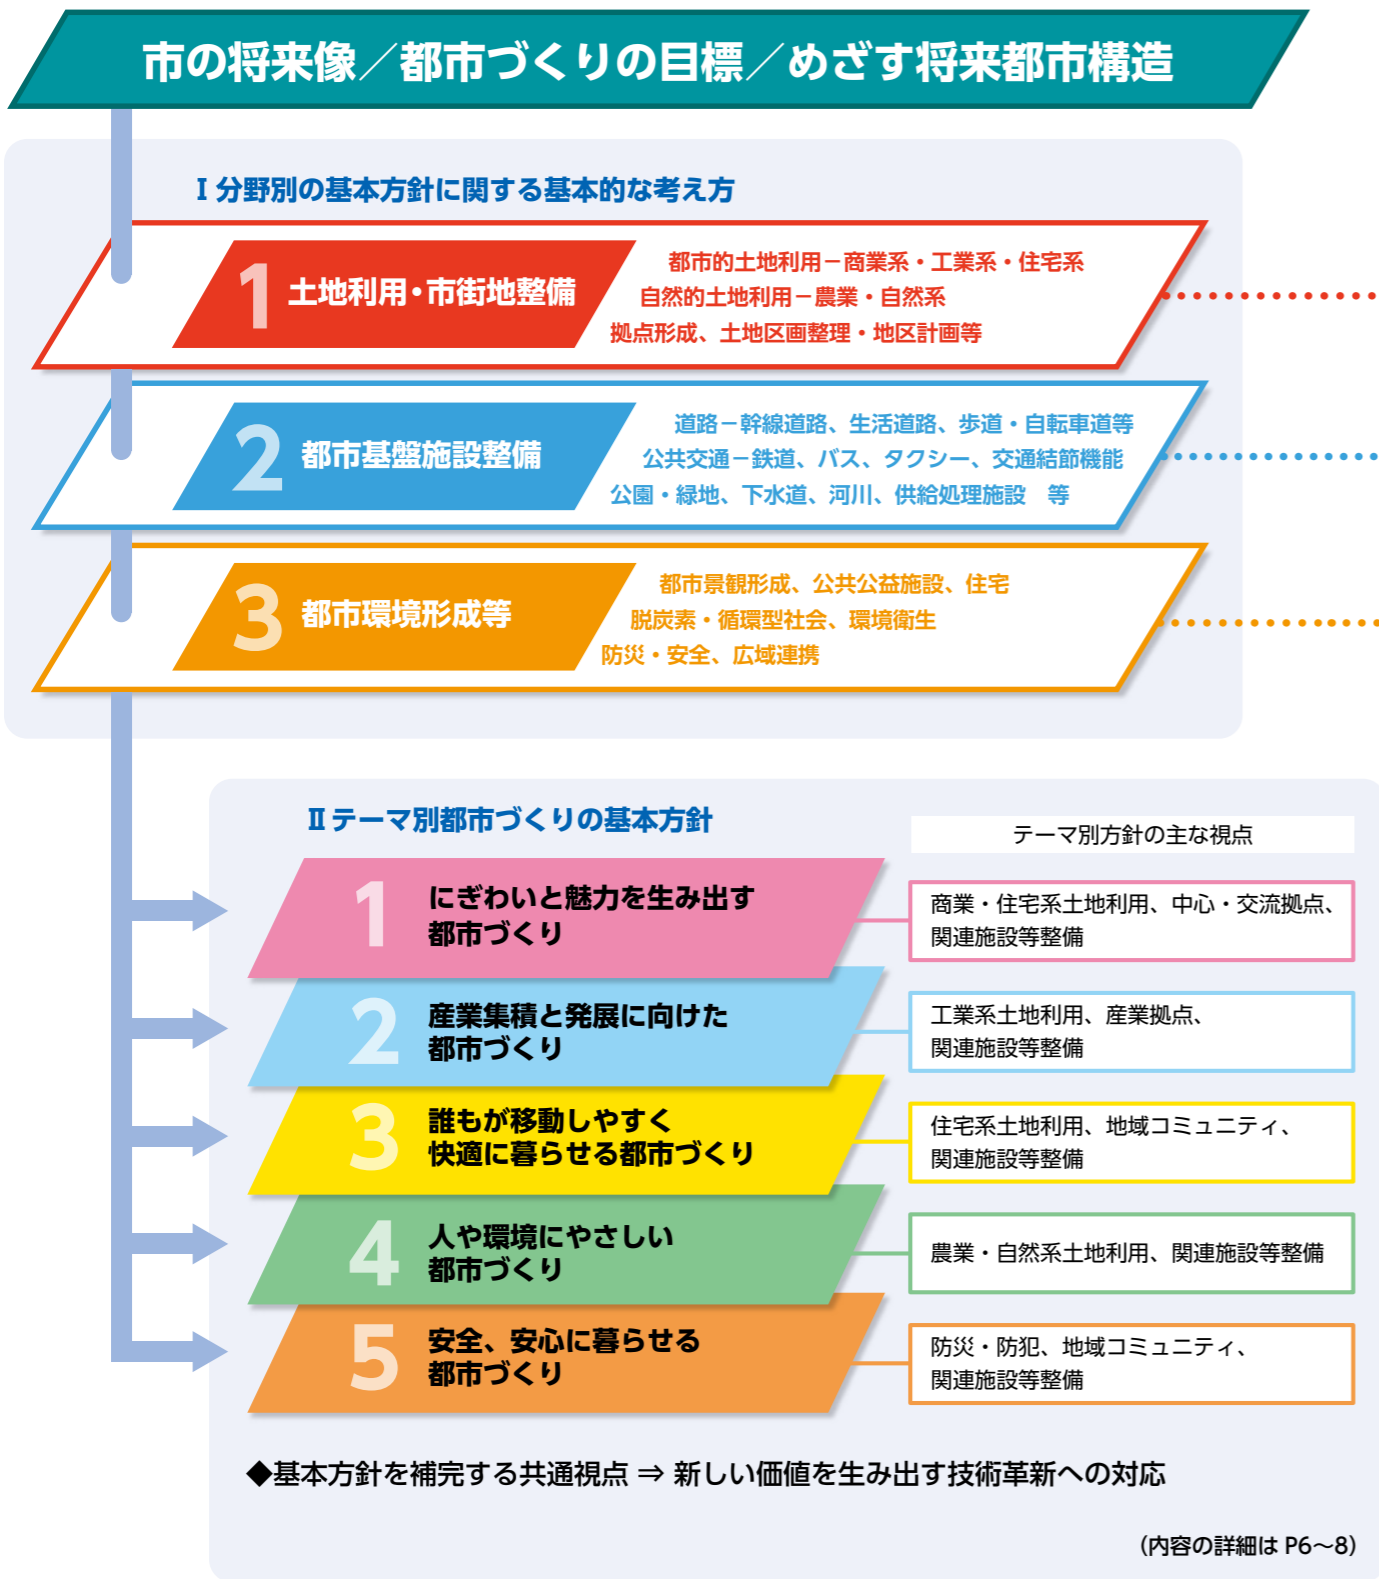 市の将来像／都市づくりの目標／めざす将来都市構造
Ⅰ 分野別の基本方針に関する基本的な考え方
1 土地利用・市街地整備
都市的土地利用－商業系・工業系・住宅系
自然的土地利用－農業・自然系
拠点形成、土地区画整理・地区計画等
2 都市基盤施設整備
道路－幹線道路、生活道路、歩道・自転車道等
公共交通－鉄道、バス、タクシー、交通結節機能
公園・緑地、下水道、河川、供給処理施設　等
3 都市環境形成等
都市景観形成、公共公益施設、住宅
脱炭素・循環型社会、環境衛生
防災・安全、広域連携
Ⅱ テーマ別都市づくりの基本方針
テーマ別方針の主な視点
1 にぎわいと魅力を生み出す
都市づくり
商業・住宅系土地利用、中心・交流拠点、
関連施設等整備
2 産業集積と発展に向けた
都市づくり
工業系土地利用、産業拠点、
関連施設等整備
3 誰もが移動しやすく
快適に暮らせる都市づくり
住宅系土地利用、地域コミュニティ、
関連施設等整備
4 人や環境にやさしい
都市づくり
農業・自然系土地利用、関連施設等整備
5 安全、安心に暮らせる
都市づくり
防災・防犯、地域コミュニティ、
関連施設等整備
◆基本方針を補完する共通視点 ⇒ 新しい価値を生み出す技術革新への対応
（内容の詳細は P6～8）